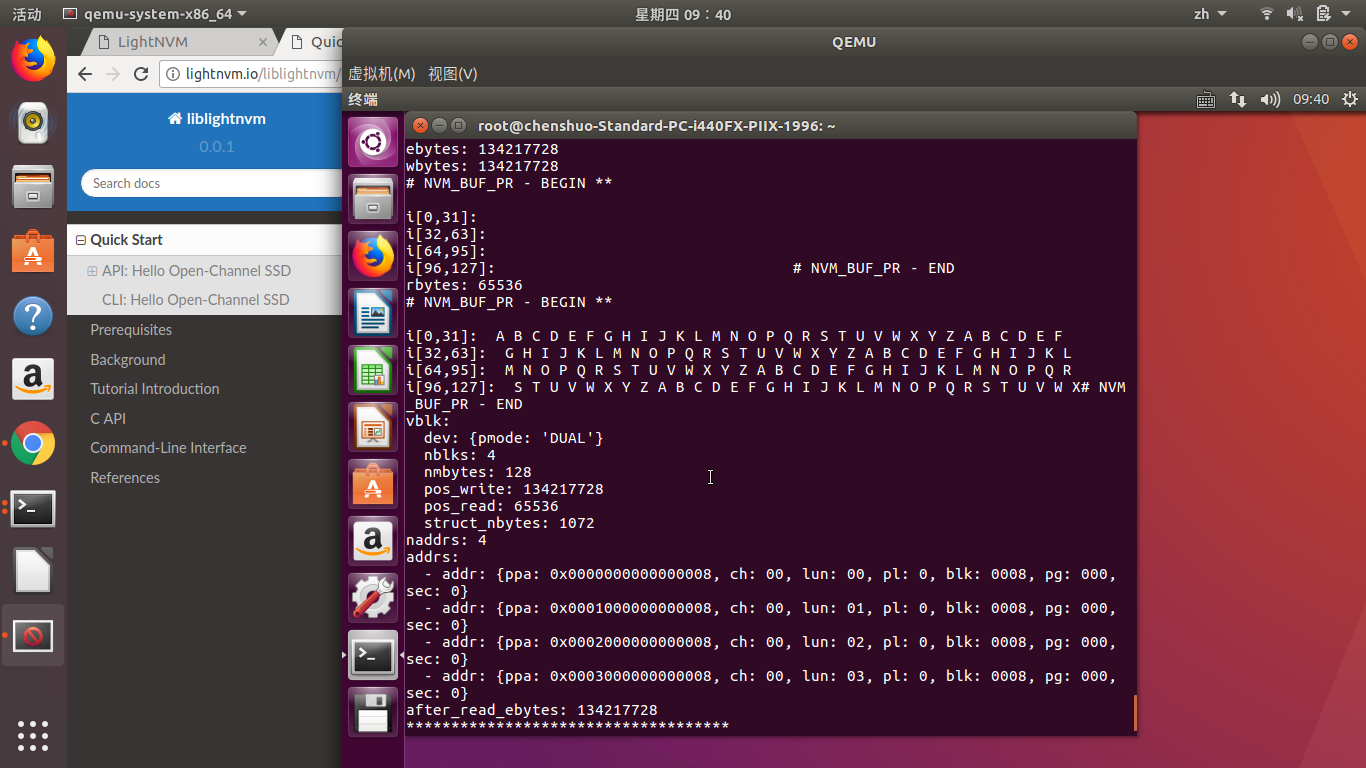 活动 qemu-system-x86_64 星期四 09：40 zh
LightNVM Quic
lightnvm.io/liblightnvm/
liblightnvm
0.0.1
Search docs
Quick Start
API: Hello Open-Channel SSD
CLI: Hello Open-Channel SSD
Prerequisites
Background
Tutorial Introduction
C API
Command-Line Interface
References
QEMU
虚拟机(M) 视图(V)
终端 09:40
root@chenshuo-Standard-PC-i440FX-PIIX-1996: ~
ebytes: 134217728
wbytes: 134217728
# NVM_BUF_PR - BEGIN **
i[0,31]:
i[32,63]:
i[64,95]:
i[96,127]: # NVM_BUF_PR - END
rbytes: 65536
# NVM_BUF_PR - BEGIN **
i[0,31]: A B C D E F G H I J K L M N O P Q R S T U V W X Y Z A B C D E F
i[32,63]: G H I J K L M N O P Q R S T U V W X Y Z A B C D E F G H I J K L
i[64,95]: M N O P Q R S T U V W X Y Z A B C D E F G H I J K L M N O P Q R
i[96,127]: S T U V W X Y Z A B C D E F G H I J K L M N O P Q R S T U V W X# NVM
_BUF_PR - END
vblk:
dev: {pmode: 'DUAL'}
nblks: 4
nmbytes: 128
pos_write: 134217728
pos_read: 65536
struct_nbytes: 1072
naddrs: 4
addrs:
- addr: {ppa: 0x0000000000000008, ch: 00, lun: 00, pl: 0, blk: 0008, pg: 000,
sec: 0}
- addr: {ppa: 0x0001000000000008, ch: 00, lun: 01, pl: 0, blk: 0008, pg: 000,
sec: 0}
- addr: {ppa: 0x0002000000000008, ch: 00, lun: 02, pl: 0, blk: 0008, pg: 000,
sec: 0}
- addr: {ppa: 0x0003000000000008, ch: 00, lun: 03, pl: 0, blk: 0008, pg: 000,
sec: 0}
after_read_ebytes: 134217728
************************************